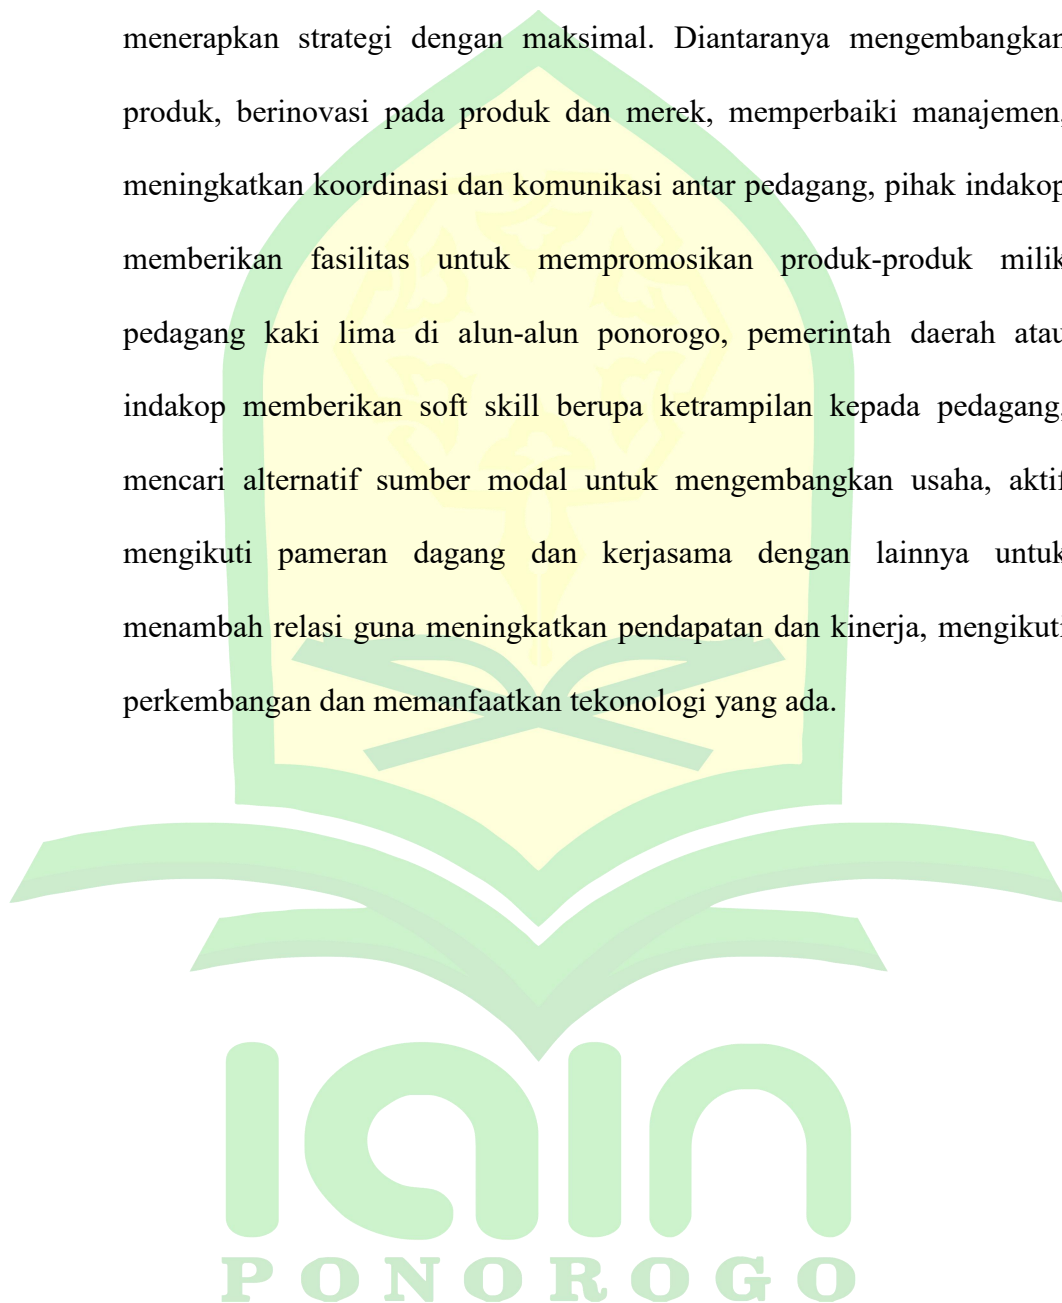 menerapkan strategi dengan maksimal. Diantaranya mengembangkan
produk, berinovasi pada produk dan merek, memperbaiki manajemen,
meningkatkan koordinasi dan komunikasi antar pedagang, pihak indakop
memberikan fasilitas untuk mempromosikan produk-produk milik
pedagang kaki lima di alun-alun ponorogo, pemerintah daerah atau
indakop memberikan soft skill berupa ketrampilan kepada pedagang,
mencari alternatif sumber modal untuk mengembangkan usaha, aktif
mengikuti pameran dagang dan kerjasama dengan lainnya untuk
menambah relasi guna meningkatkan pendapatan dan kinerja, mengikuti
perkembangan dan memanfaatkan tekonologi yang ada.
iain
PONOROGO